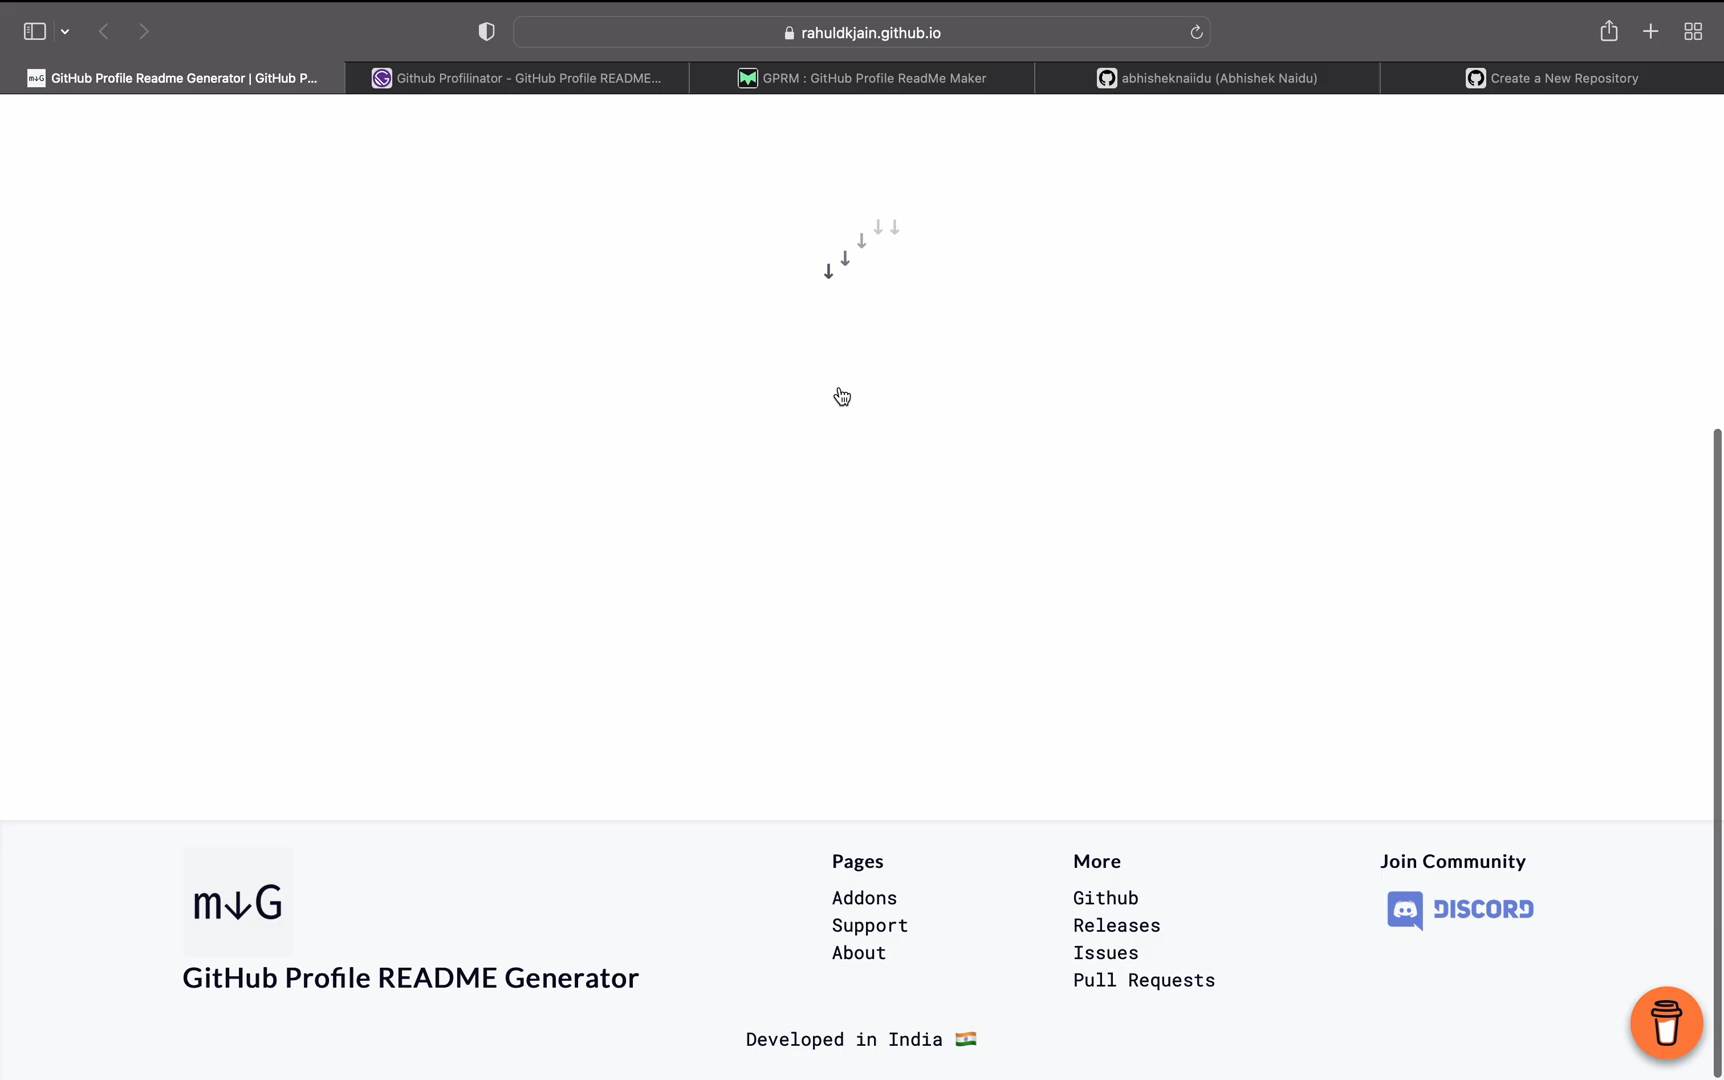 rahuldkjain.github.io
m↓G GitHub Profile Readme Generator | GitHub P...
Github Profilinator - GitHub Profile README...
GPRM : GitHub Profile ReadMe Maker
abhisheknaiidu (Abhishek Naidu)
Create a New Repository
m↓G
GitHub Profile README Generator
Pages
Addons
Support
About
More
Github
Releases
Issues
Pull Requests
Join Community
DISCORD
Developed in India 🇮🇳